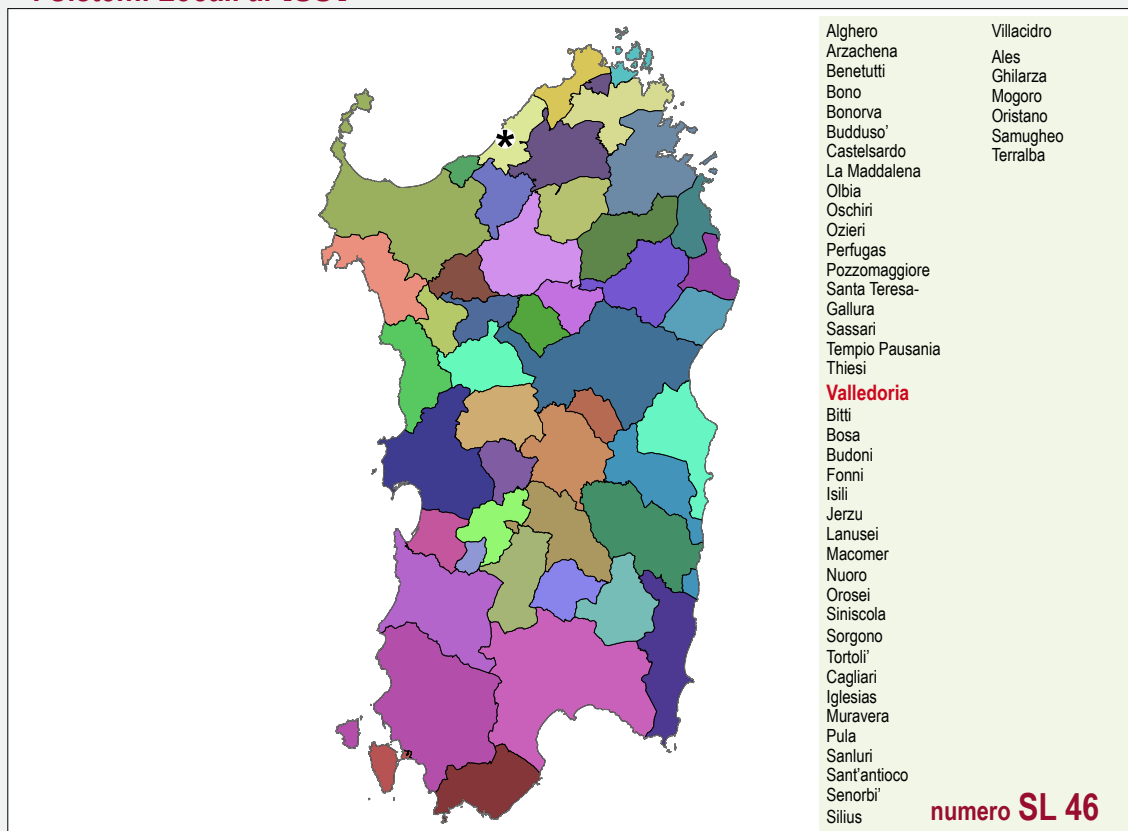 Sistemi Locali
Alghero
Arzachena
Benetutti
Bono
Bonorva
Budduso'
Castelsardo
La Maddalena
Olbia
Oschiri
Ozieri
Perfugas
Pozzomaggiore
Santa Teresa-
Gallura
Sassari
Tempio Pausania
Thiesi
Valledoria
Bitti
Bosa
Budoni
Fonni
Isili
Jerzu
Lanusei
Macomer
Nuoro
Orosei
Siniscola
Sorgono
Tortoli'
Cagliari
Iglesias
Muravera
Pula
Sanluri
Sant'antioco
Senorbi'
Silius
Villacidro
Ales
Ghilarza
Mogoro
Oristano
Samugheo
Terralba
numero SL 46